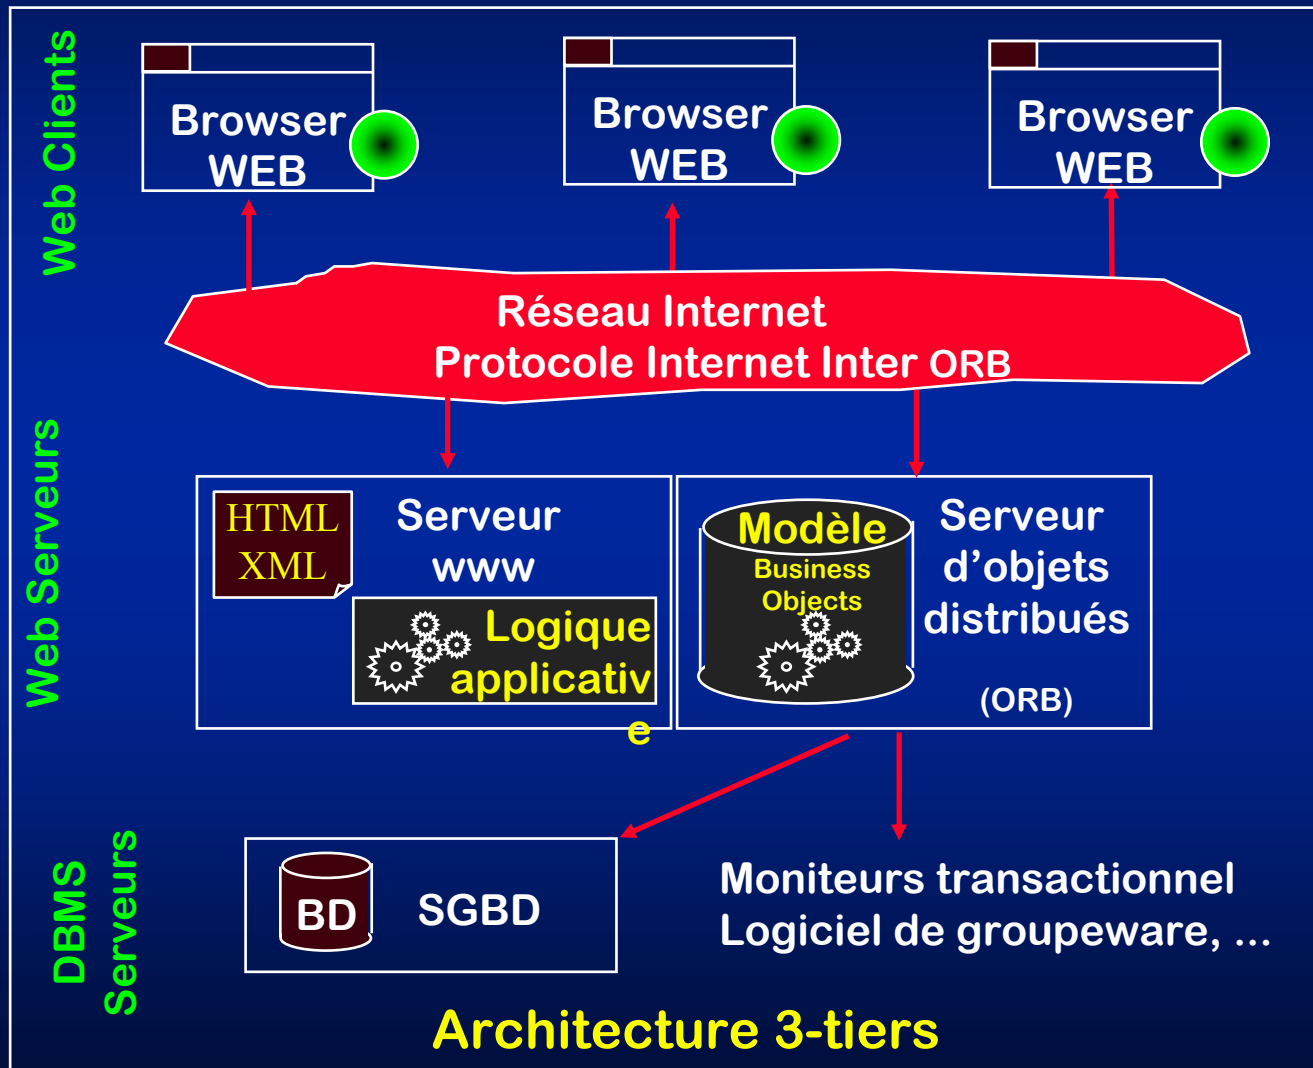 Web Clients
Browser
WEB
Browser
WEB
Browser
WEB
Réseau Internet
Protocole Internet Inter ORB
Web Serveurs
HTML
XML
Serveur
www
Logique
applicativ
e
Modèle
Business
Objects
Serveur
d’objets
distribués
(ORB)
DBMS
Serveurs
BD
SGBD
Moniteurs transactionnel
Logiciel de groupeware, ...
Architecture 3-tiers